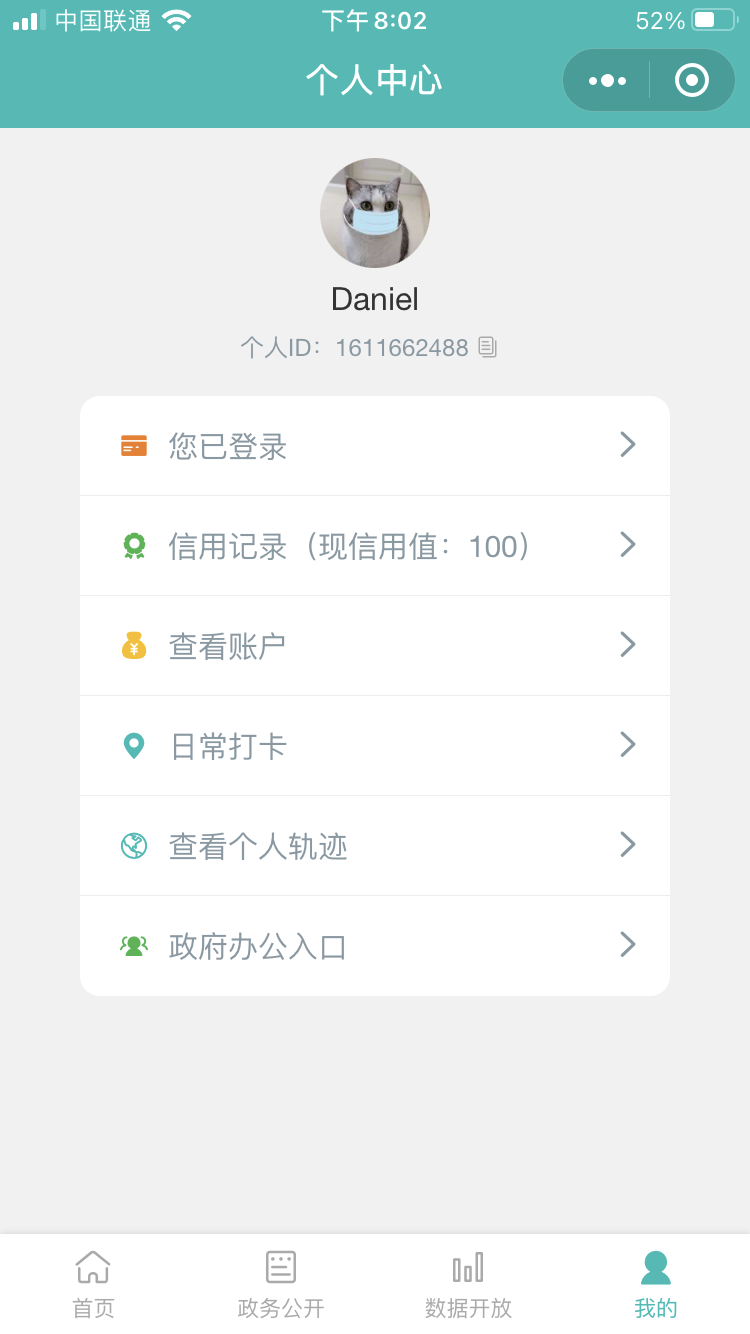 中国联通 下午8:02 52%
个人中心
Daniel
个人ID：1611662488
您已登录
信用记录（现信用值：100）
查看账户
日常打卡
查看个人轨迹
政府办公入口
首页 政务公开 数据开放 我的